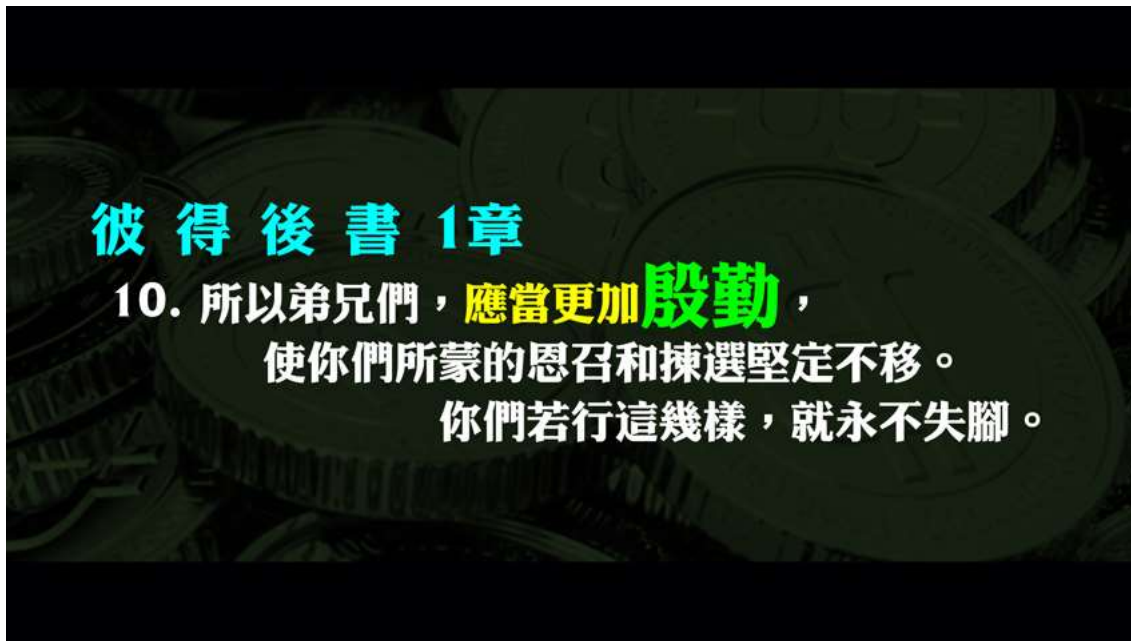 彼得後書 1章
10. 所以弟兄們，應當更加殷勤，
使你們所蒙的恩召和揀選堅定不移。
你們若行這幾樣，就永不失腳。